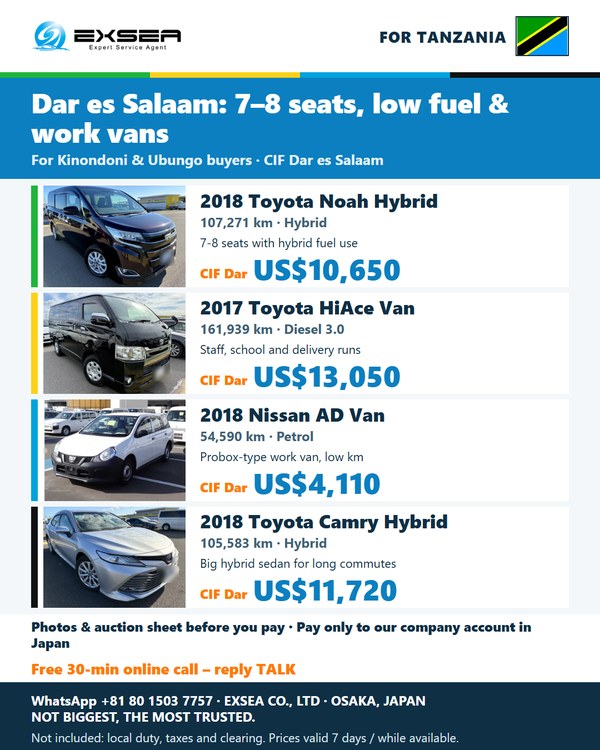 EXSEA
Expert Service Agent
FOR TANZANIA
Dar es Salaam: 7–8 seats, low fuel &
work vans
For Kinondoni & Ubungo buyers · CIF Dar es Salaam
2018 Toyota Noah Hybrid
107,271 km · Hybrid
7-8 seats with hybrid fuel use
CIF Dar US$10,650
2017 Toyota HiAce Van
161,939 km · Diesel 3.0
Staff, school and delivery runs
CIF Dar US$13,050
2018 Nissan AD Van
54,590 km · Petrol
Probox-type work van, low km
CIF Dar US$4,110
2018 Toyota Camry Hybrid
105,583 km · Hybrid
Big hybrid sedan for long commutes
CIF Dar US$11,720
Photos & auction sheet before you pay · Pay only to our company account in
Japan
Free 30-min online call – reply TALK
WhatsApp +81 80 1503 7757 · EXSEA CO., LTD · OSAKA, JAPAN
NOT BIGGEST, THE MOST TRUSTED.
Not included: local duty, taxes and clearing. Prices valid 7 days / while available.